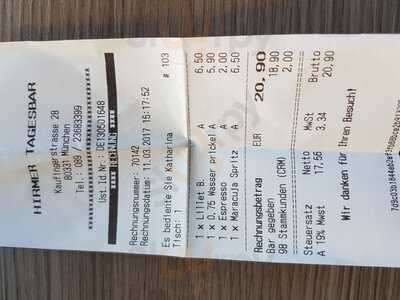 HIRMER TAGESBAR
Kaufingerstrasse 28
80331 München
Tel.: 089 / 23683399
Ust. Id. Nr.: DE130501648
RECHNUNG
Rechnungsnummer: 70142
Rechnungsdatum: 11.03.2017 15:17:52
Es bediente Sie Katharina
Tisch: 1 # 103
1 x Lillet B. A 6,50
1 x 0,75 Wasser prickel A 5,90
1 x Espresso A 2,00
1 x Maracuja Spritz A 6,50
Rechnungsbetrag EUR 20,90
Bar gegeben 18,90
98 Stammkunden (CRM) 2,00
Steuersatz Netto MwSt Brutto
A 19% Mwst 17,56 3,34 20,90
Wir danken für Ihren Besuch!